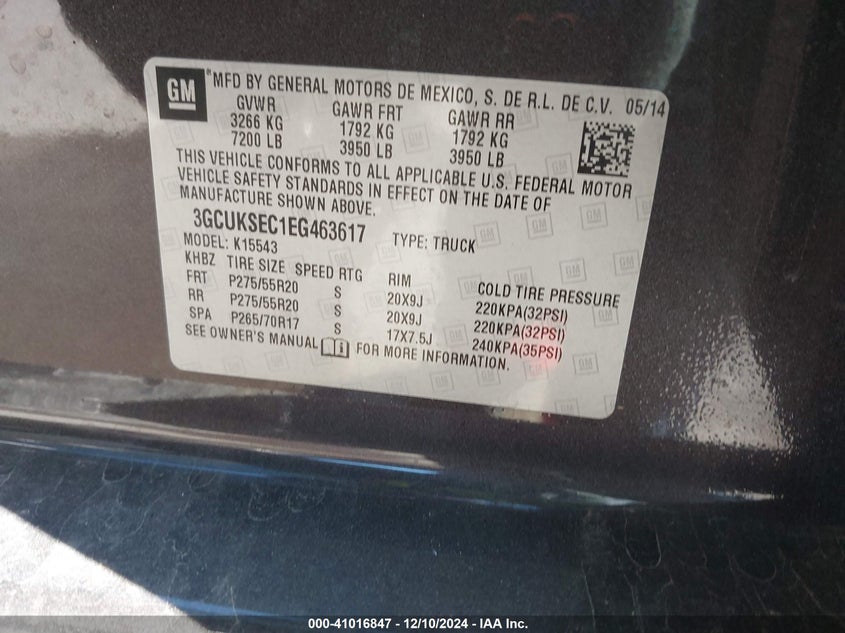 GM ® MFD BY GENERAL MOTORS DE MEXICO, S. DE R.L. DE C.V. 05/14
GVWR GAWR FRT GAWR RR
3266 KG 1792 KG 1792 KG
7200 LB 3950 LB 3950 LB
THIS VEHICLE CONFORMS TO ALL APPLICABLE U.S. FEDERAL MOTOR
VEHICLE SAFETY STANDARDS IN EFFECT ON THE DATE OF
MANUFACTURE SHOWN ABOVE.
3GCUKSEC1EG463617 TYPE: TRUCK
MODEL: K15543
KHBZ TIRE SIZE SPEED RTG RIM COLD TIRE PRESSURE
FRT P275/55R20 S 20X9J 220KPA(32PSI)
RR P275/55R20 S 20X9J 220KPA(32PSI)
SPA P265/70R17 S 17X7.5J 240KPA(35PSI)
SEE OWNER'S MANUAL FOR MORE INFORMATION.
000-41016847 - 12/10/2024 - IAA Inc.